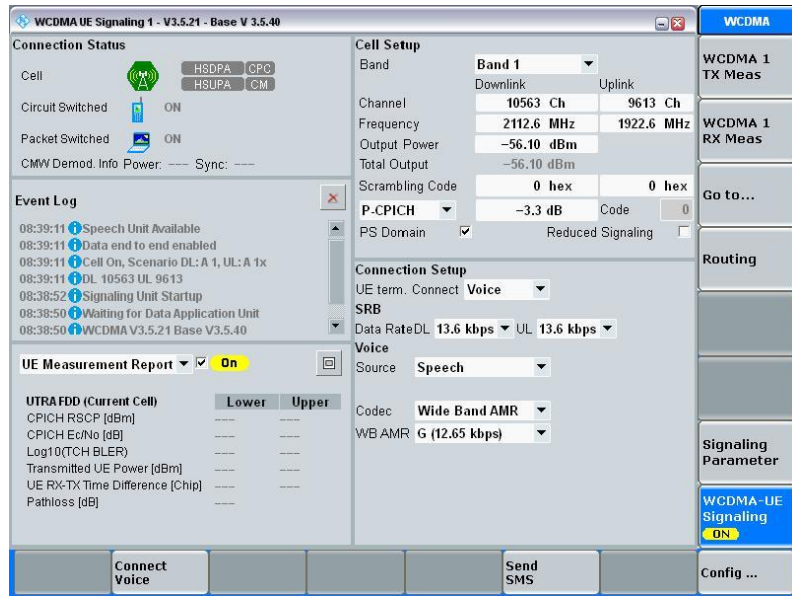 WCDMA UE Signaling 1 - V3.5.21 - Base V 3.5.40
WCDMA
Connection Status
Cell
HSDPA CPC
HSUPA CM
Circuit Switched ON
Packet Switched ON
CMW Demod. Info Power: --- Sync: ---
Event Log
08:39:11 Speech Unit Available
08:39:11 Data end to end enabled
08:39:11 Cell On, Scenario DL: A 1, UL: A 1x
08:39:11 DL 10563 UL 9613
08:38:52 Signaling Unit Startup
08:38:50 Waiting for Data Application Unit
08:38:50 WCDMA V3.5.21 Base V3.5.40
UE Measurement Report On
UTRA FDD (Current Cell) Lower Upper
CPICH RSCP [dBm] --- ---
CPICH Ec/No [dB] --- ---
Log10(TCH BLER) --- ---
Transmitted UE Power [dBm] --- ---
UE RX-TX Time Difference [Chip] --- ---
Pathloss [dB] ---
Cell Setup
Band Band 1
Downlink Uplink
Channel 10563 Ch 9613 Ch
Frequency 2112.6 MHz 1922.6 MHz
Output Power -56.10 dBm
Total Output -56.10 dBm
Scrambling Code 0 hex 0 hex
P-CPICH -3.3 dB Code 0
PS Domain Reduced Signaling
Connection Setup
UE term. Connect Voice
SRB
Data Rate DL 13.6 kbps UL 13.6 kbps
Voice
Source Speech
Codec Wide Band AMR
WB AMR G (12.65 kbps)
WCDMA 1
TX Meas
WCDMA 1
RX Meas
Go to...
Routing
Signaling
Parameter
WCDMA-UE
Signaling
ON
Connect
Voice
Send
SMS
Config ...